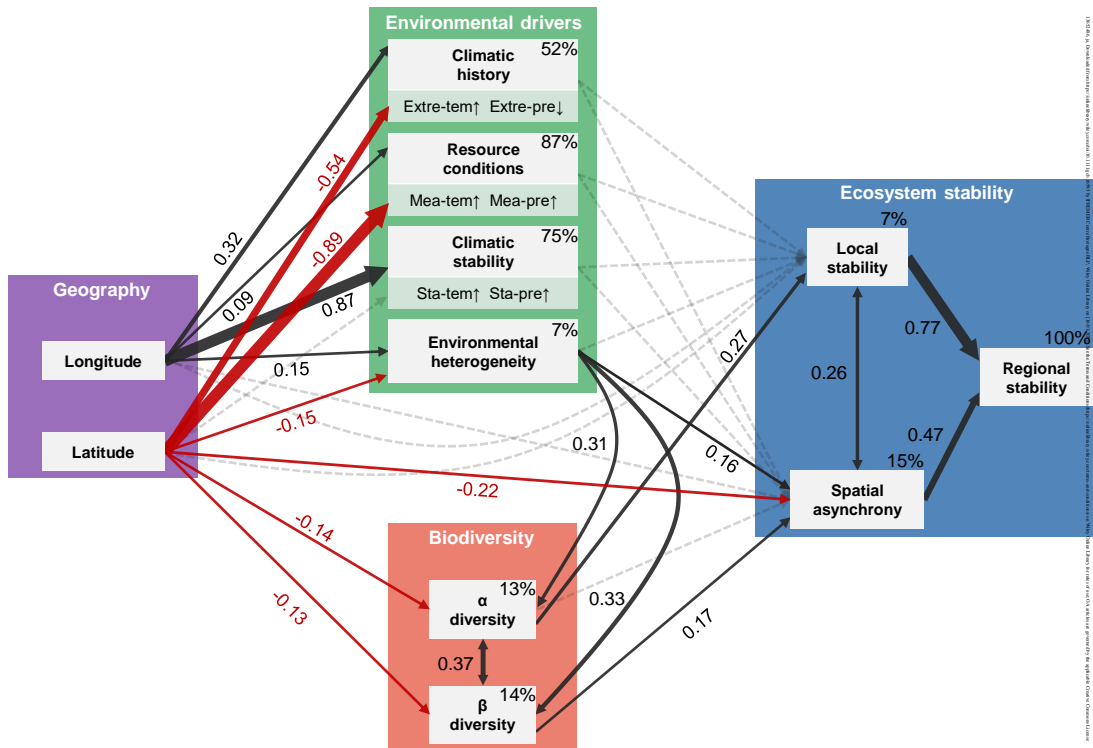 Environmental drivers
Climatic
history
52%
Extre-tem↑ Extre-pre↓
Resource
conditions
87%
Mea-tem↑ Mea-pre↑
Climatic
stability
75%
Sta-tem↑ Sta-pre↑
Environmental
heterogeneity
7%
Geography
Longitude
Latitude
0.32
-0.54
0.09
-0.89
0.87
0.15
-0.15
-0.22
-0.14
-0.13
Biodiversity
α
diversity
13%
0.37
β
diversity
14%
0.31
0.33
0.16
0.27
0.17
Ecosystem stability
7%
Local
stability
0.77
0.26
100%
Regional
stability
0.47
15%
Spatial
asynchrony